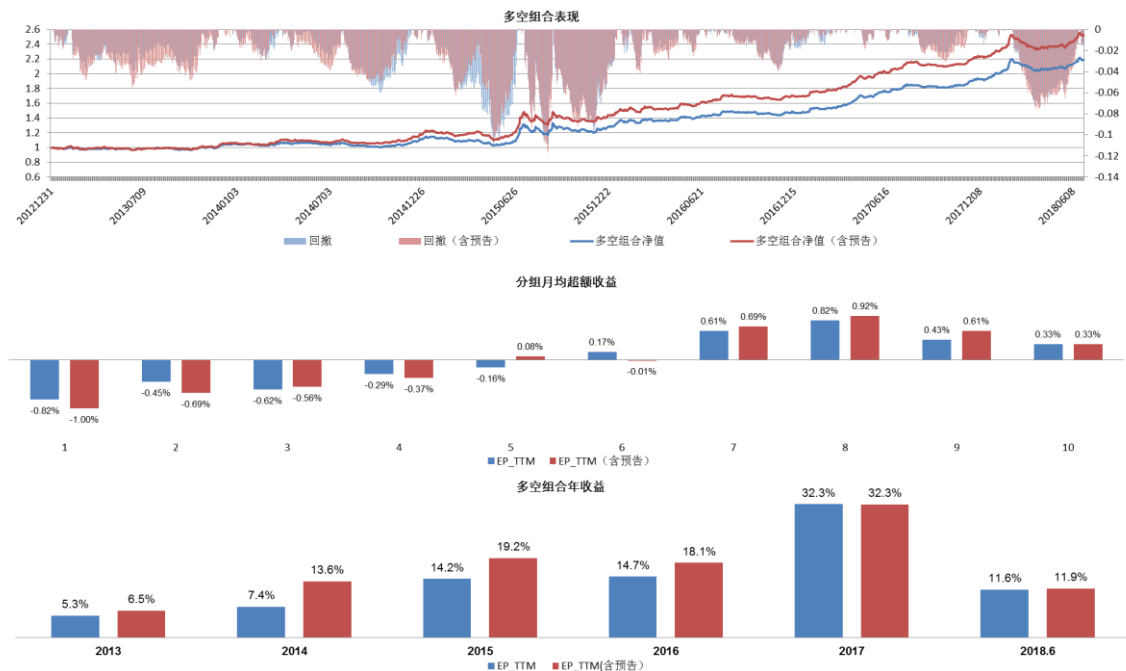 多空组合表现
2.6
2.4
2.2
2
1.8
1.6
1.4
1.2
1
0.8
0.6
0
-0.02
-0.04
-0.06
-0.08
-0.1
-0.12
-0.14
20121231 20130709 20140103 20140703 20141226 20150626 20151222 20160621 20161215 20170616 20171208 20180608
回撤 回撤（含预告） 多空组合净值 多空组合净值（含预告）
分组月均超额收益
-0.82% -1.00% -0.45% -0.69% -0.62% -0.56% -0.29% -0.37% -0.16% 0.08% 0.17% -0.01% 0.61% 0.69% 0.82% 0.92% 0.43% 0.61% 0.33% 0.33%
1 2 3 4 5 6 7 8 9 10
EP_TTM EP_TTM（含预告）
多空组合年收益
5.3% 6.5% 7.4% 13.6% 14.2% 19.2% 14.7% 18.1% 32.3% 32.3% 11.6% 11.9%
2013 2014 2015 2016 2017 2018.6
EP_TTM EP_TTM(含预告)